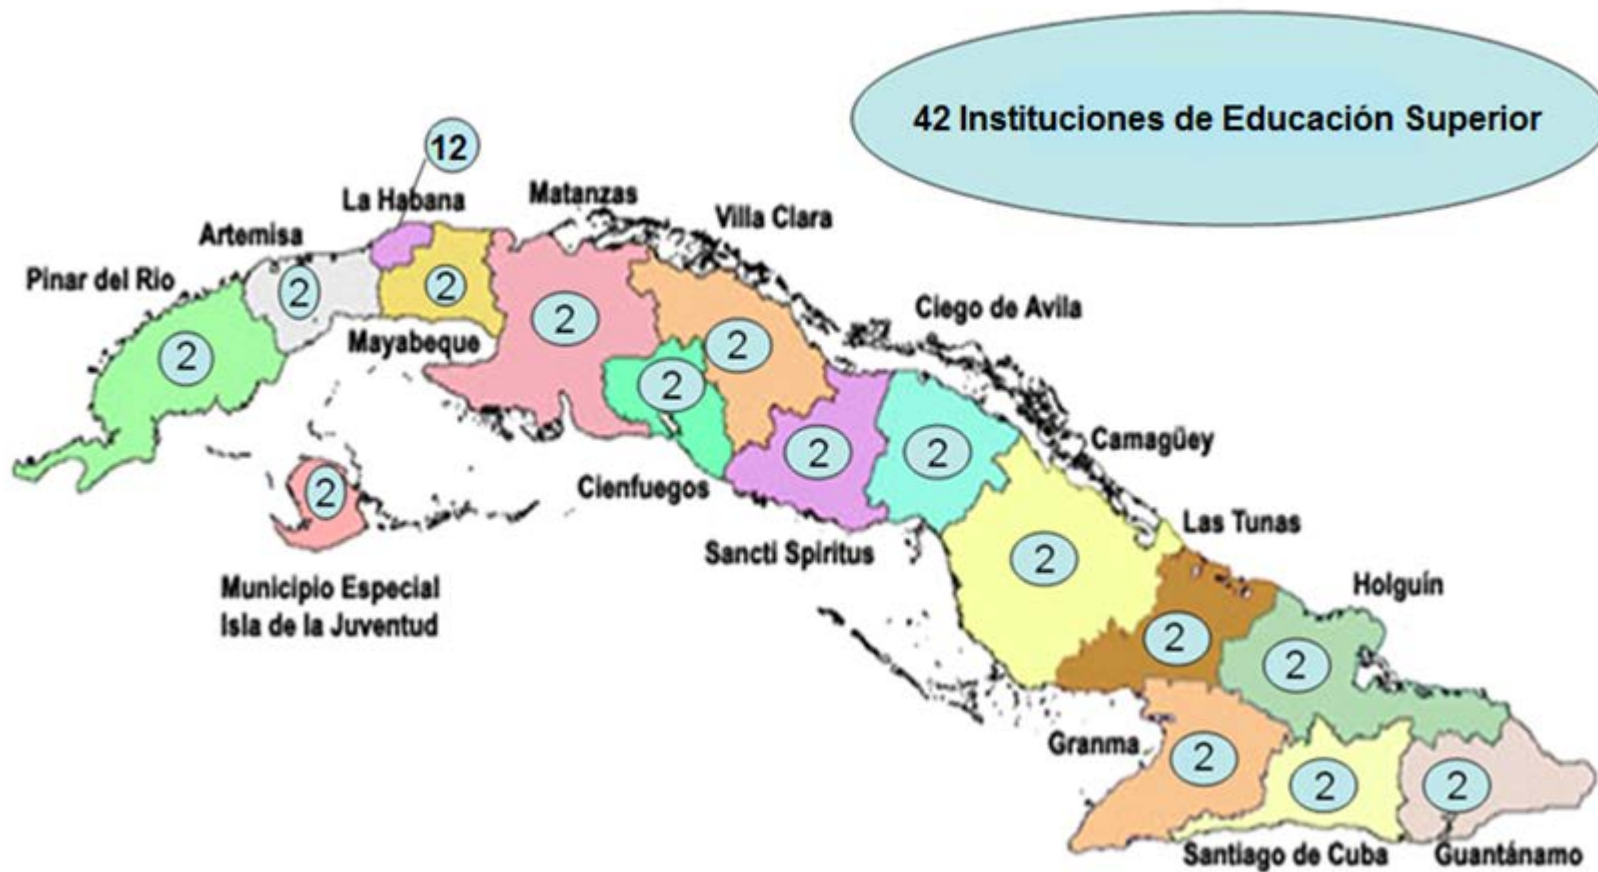 42 Instituciones de Educación Superior
12
La Habana
Matanzas
Villa Clara
Artemisa
Pinar del Rio
2
2
2
Mayabeque
2
2
2
2
Ciego de Avila
Camagüey
2
2
Cienfuegos
2
Sancti Spiritus
Las Tunas
Municipio Especial
Isla de la Juventud
2
Holguín
2
2
Granma
2
2
2
Santiago de Cuba
Guantánamo